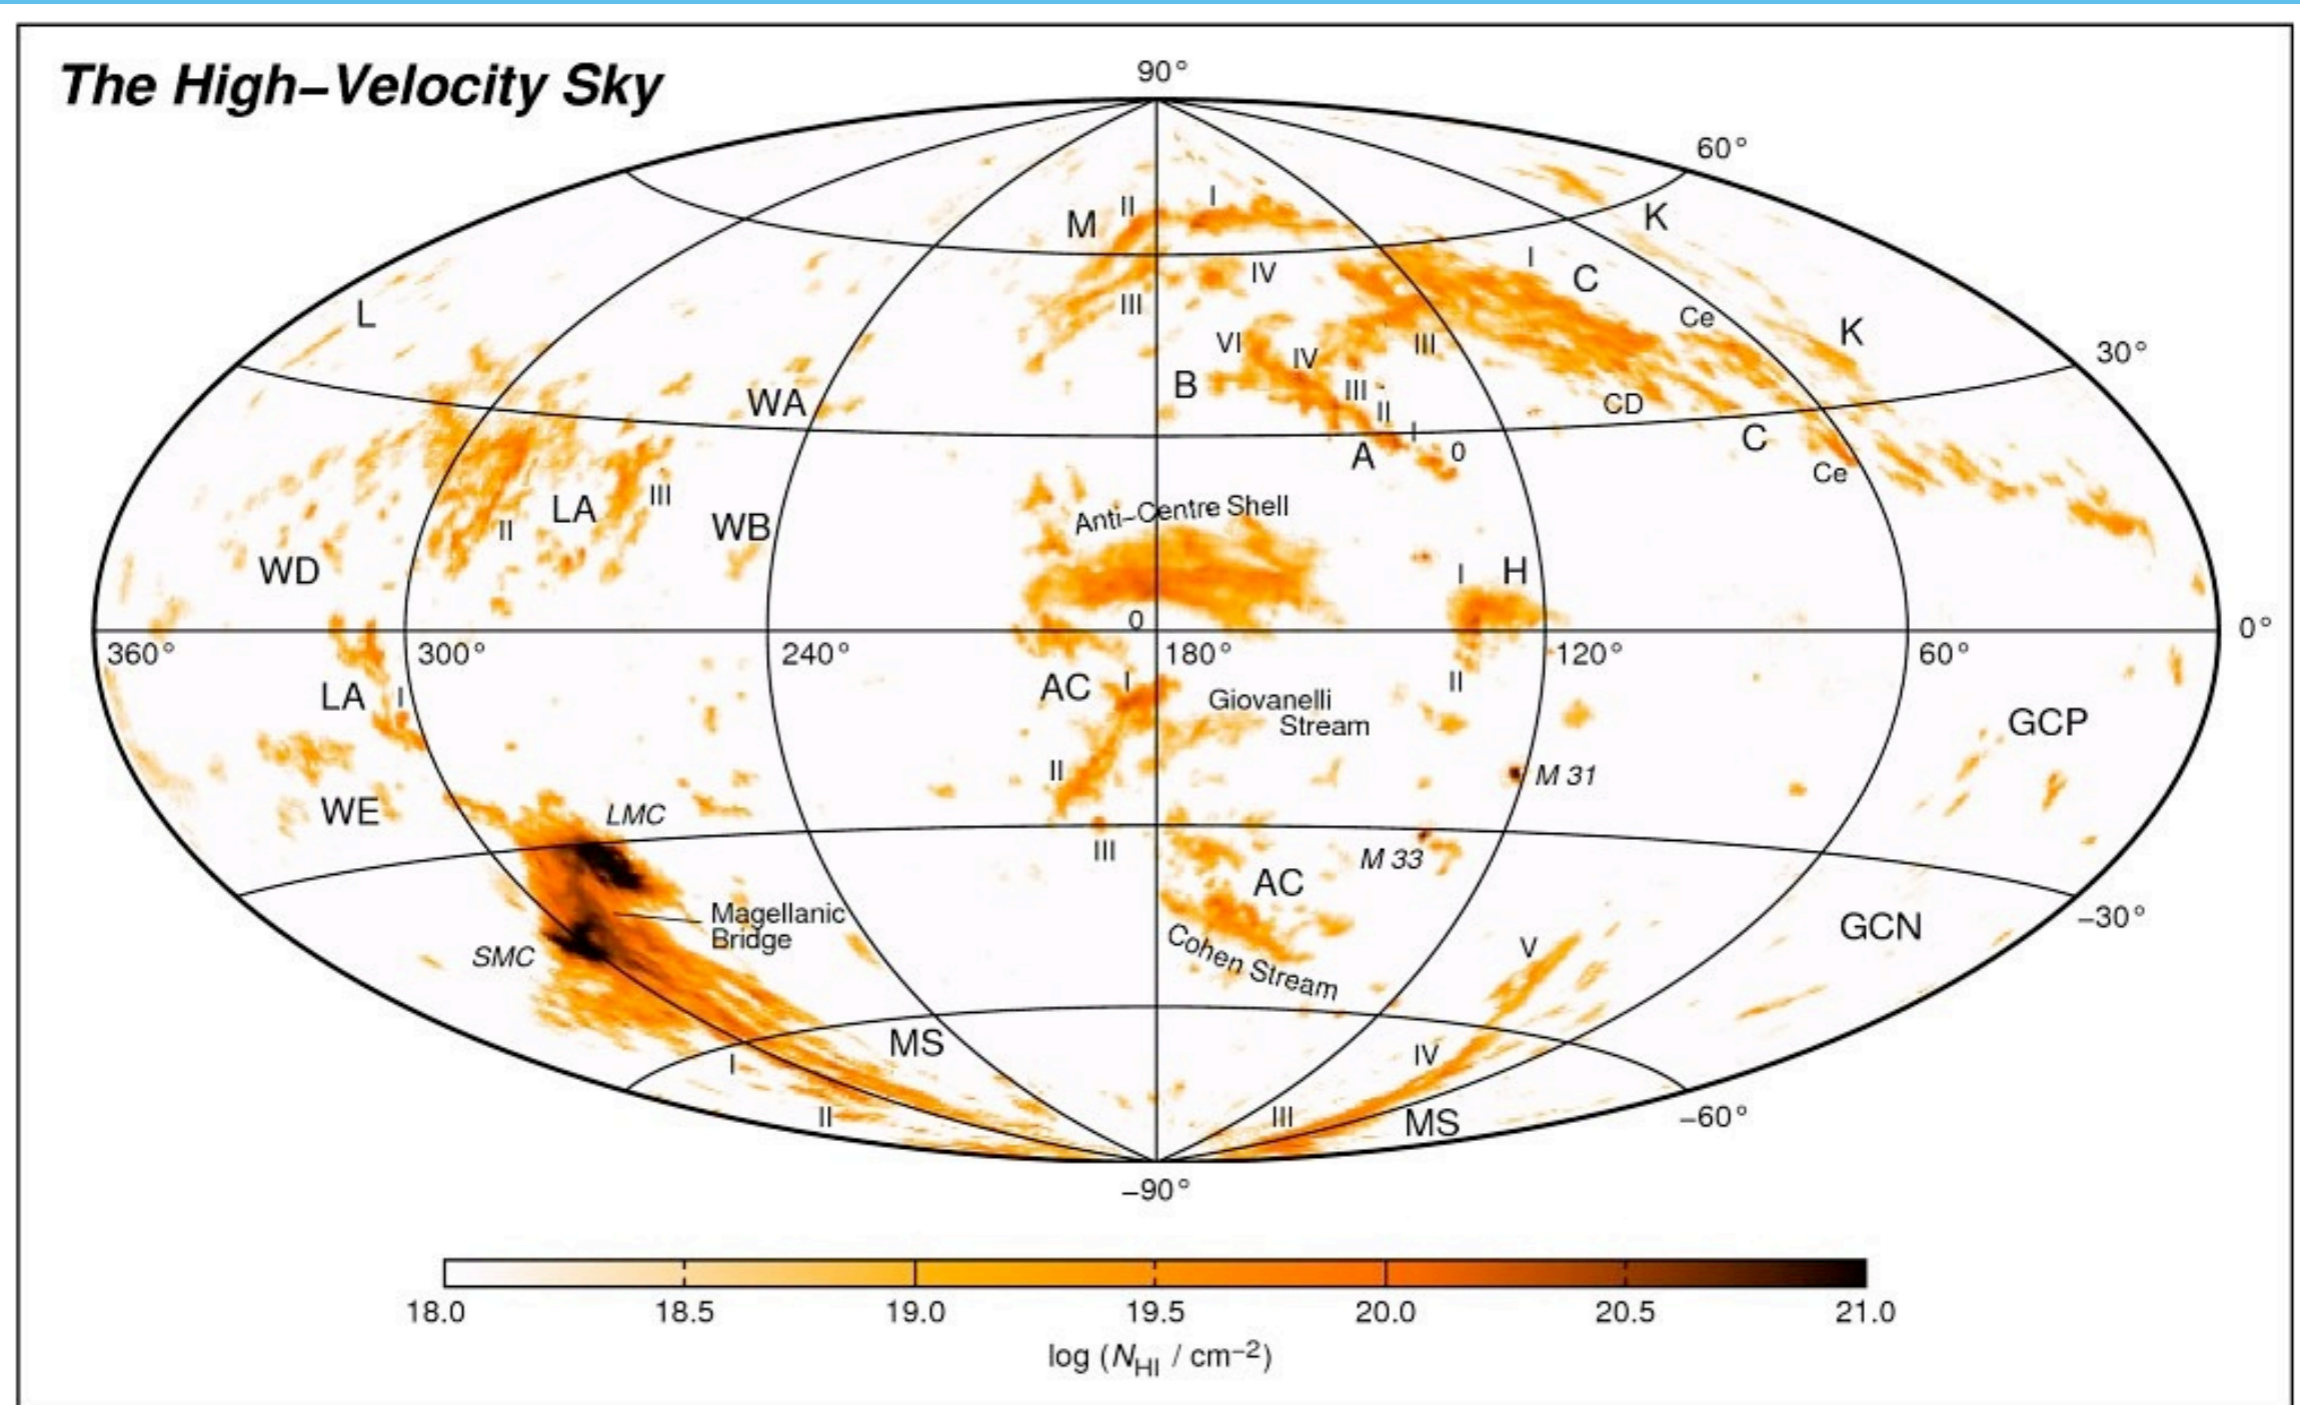 The High–Velocity Sky
90°
60°
K
M II I
IV
III
I C
L
Ce
K
30°
VI
IV
III
B
III
II
CD
WA
I
A
0
C
Ce
III
LA
II
WB
Anti–Centre Shell
WD
I H
0
360° 300° 240° 180° 120° 60° 0°
LA I
AC I
II
Giovanelli
Stream
GCP
II
M 31
WE
LMC
III
M 33
AC
Magellanic
Bridge
SMC
Cohen Stream
V
GCN
–30°
MS
I
IV
II
III
MS
–60°
–90°
18.0 18.5 19.0 19.5 20.0 20.5 21.0
log (NHI / cm−2)